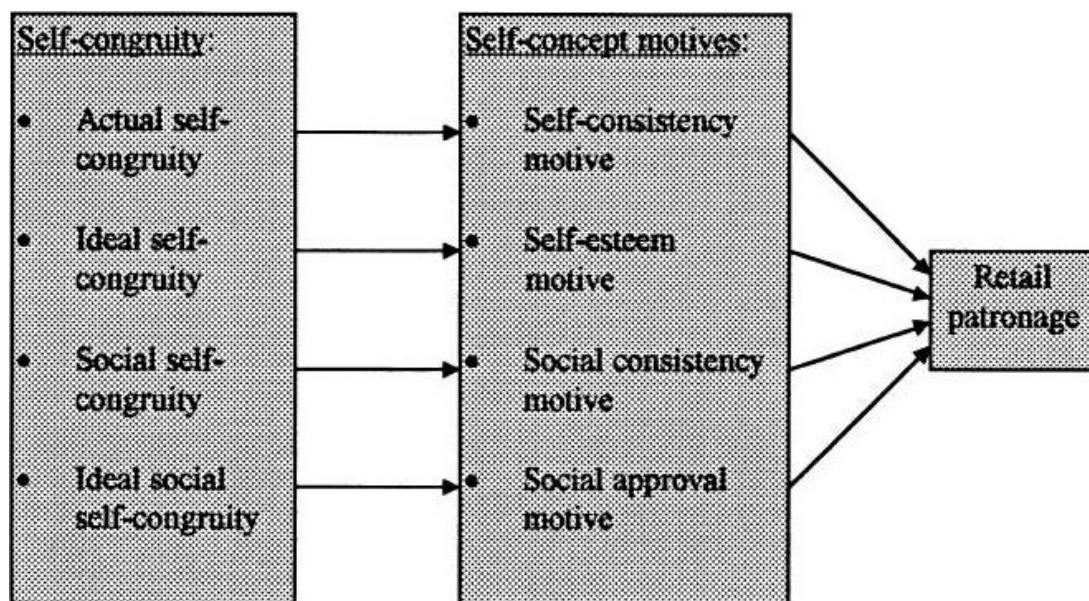 Self-congruity:
• Actual self-
congruity
• Ideal self-
congruity
• Social self-
congruity
• Ideal social
self-congruity
Self-concept motives:
• Self-consistency
motive
• Self-esteem
motive
• Social consistency
motive
• Social approval
motive
Retail
patronage